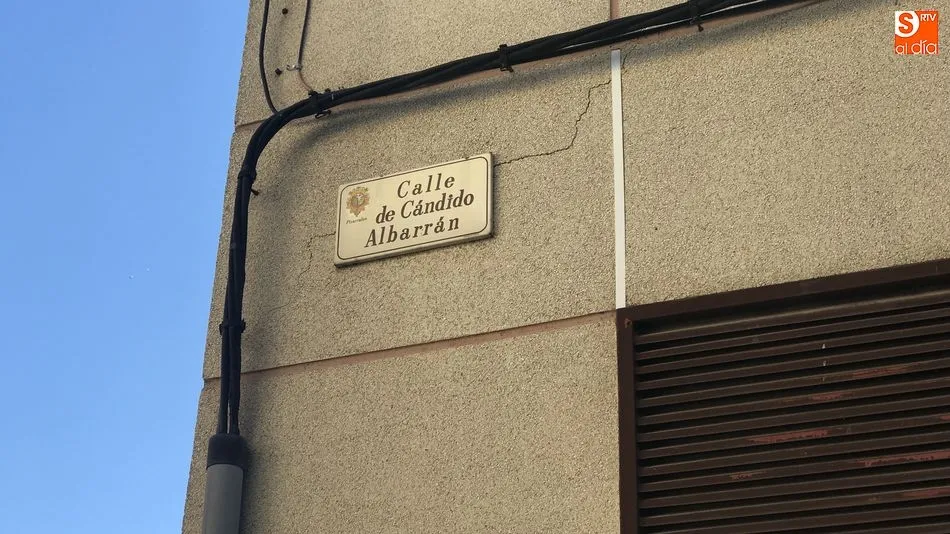 Calle
de Cándido
Albarrán
S RTV
al día